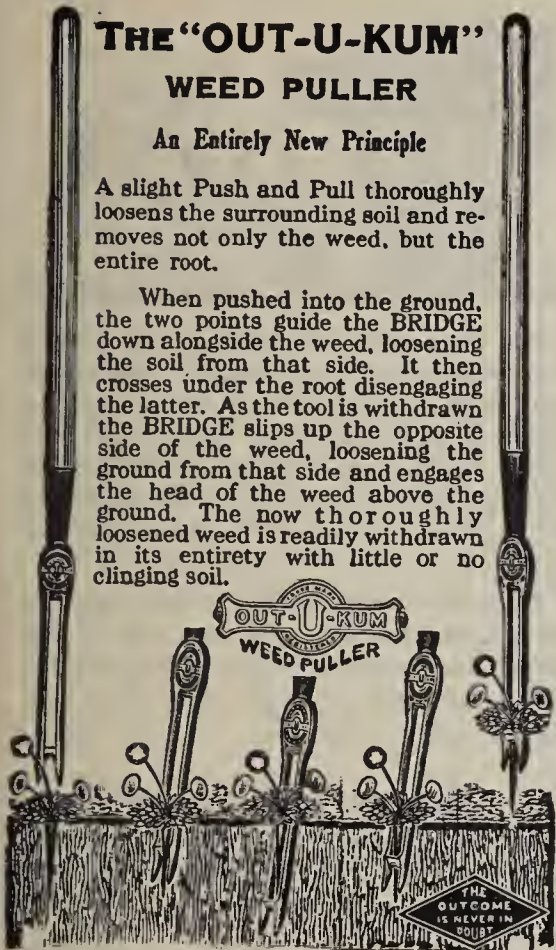 THE "OUT-U-KUM"
WEED PULLER
An Entirely New Principle
A slight Push and Pull thoroughly
loosens the surrounding soil and re-
moves not only the weed, but the
entire root.
When pushed into the ground,
the two points guide the BRIDGE
down alongside the weed, loosening
the soil from that side. It then
crosses under the root disengaging
the latter. As the tool is withdrawn
the BRIDGE slips up the opposite
side of the weed, loosening the
ground from that side and engages
the head of the weed above the
ground. The now thoroughly
loosened weed is readily withdrawn
in its entirety with little or no
clinging soil.
TRADE MARK
OUT-U-KUM
REGISTERED
WEED PULLER
THE
OUTCOME
IS NEVER IN
DOUBT